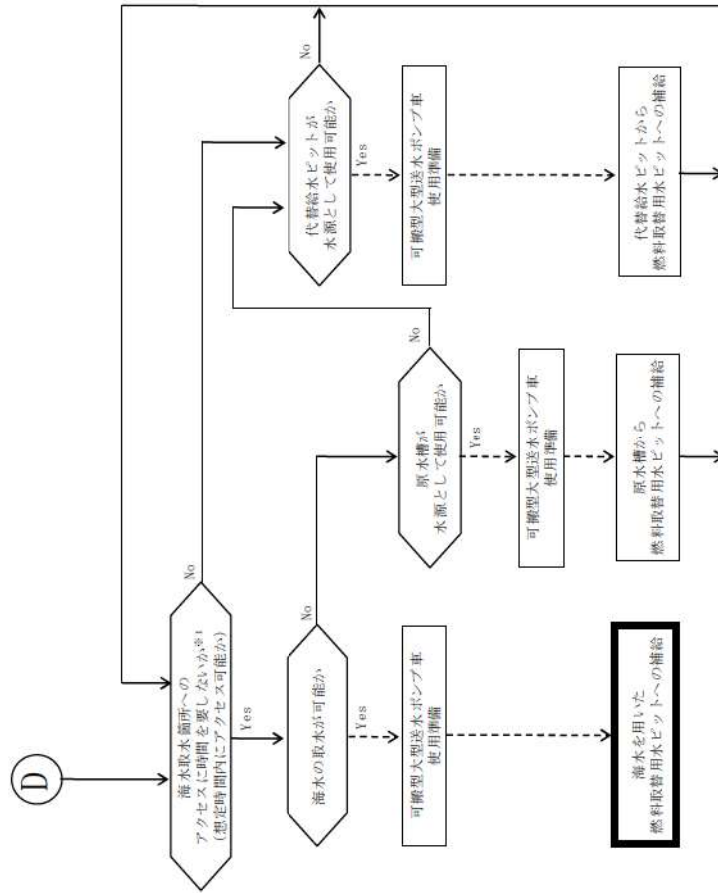 D
海水取水箇所への
アクセスに時間を要しないか※1
(想定時間内にアクセス可能か)
No
Yes
海水の取水が可能か
No
Yes
可搬型大型送水ポンプ車
使用準備
海水を用いた
燃料取替用水ピットへの補給
原水槽が
水源として使用可能か
No
Yes
可搬型大型送水ポンプ車
使用準備
原水槽から
燃料取替用水ピットへの補給
代替給水ピットが
水源として使用可能か
No
Yes
可搬型大型送水ポンプ車
使用準備
代替給水ピットから
燃料取替用水ピットへの補給